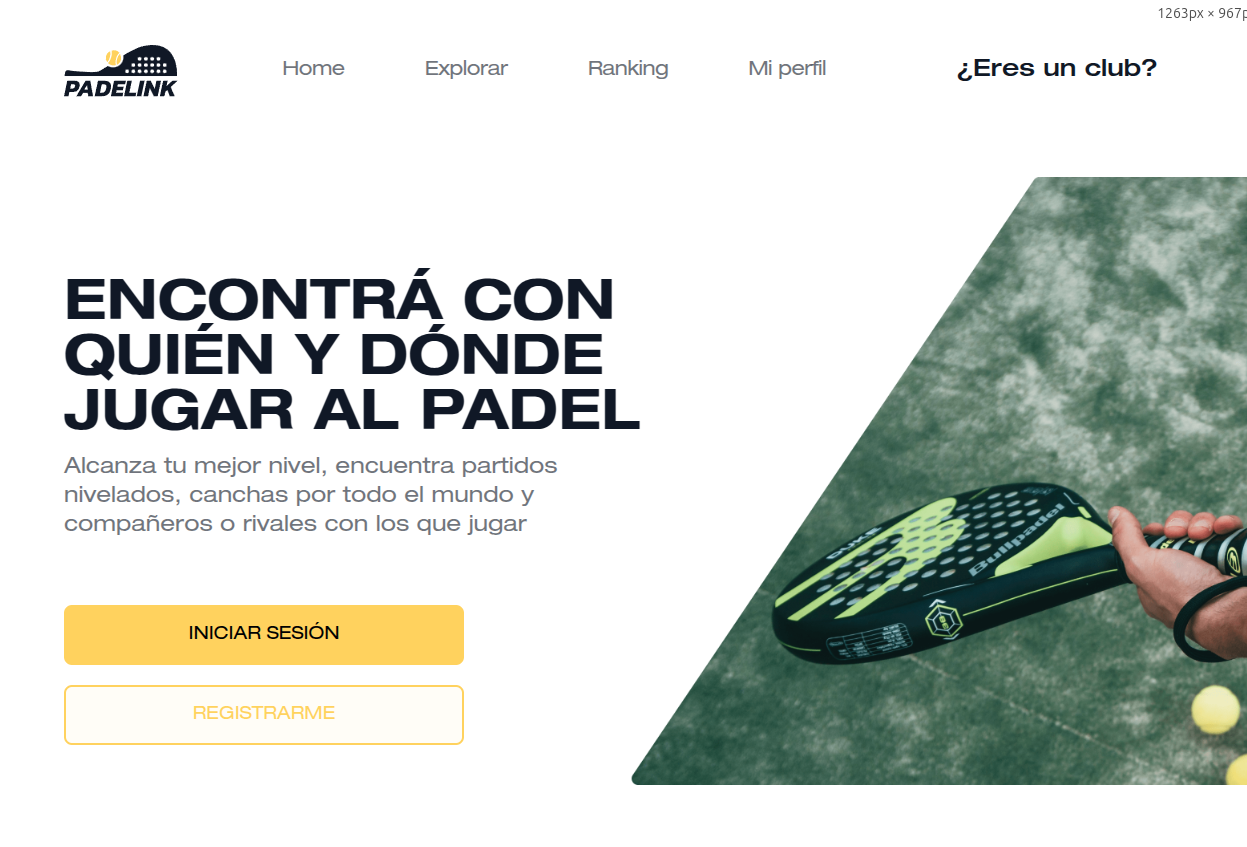 1263px × 967p
PADELINK
Home
Explorar
Ranking
Mi perfil
¿Eres un club?
ENCONTRÁ CON
QUIÉN Y DÓNDE
JUGAR AL PADEL
Alcanza tu mejor nivel, encuentra partidos
nivelados, canchas por todo el mundo y
compañeros o rivales con los que jugar
INICIAR SESIÓN
REGISTRARME
Bullpadel